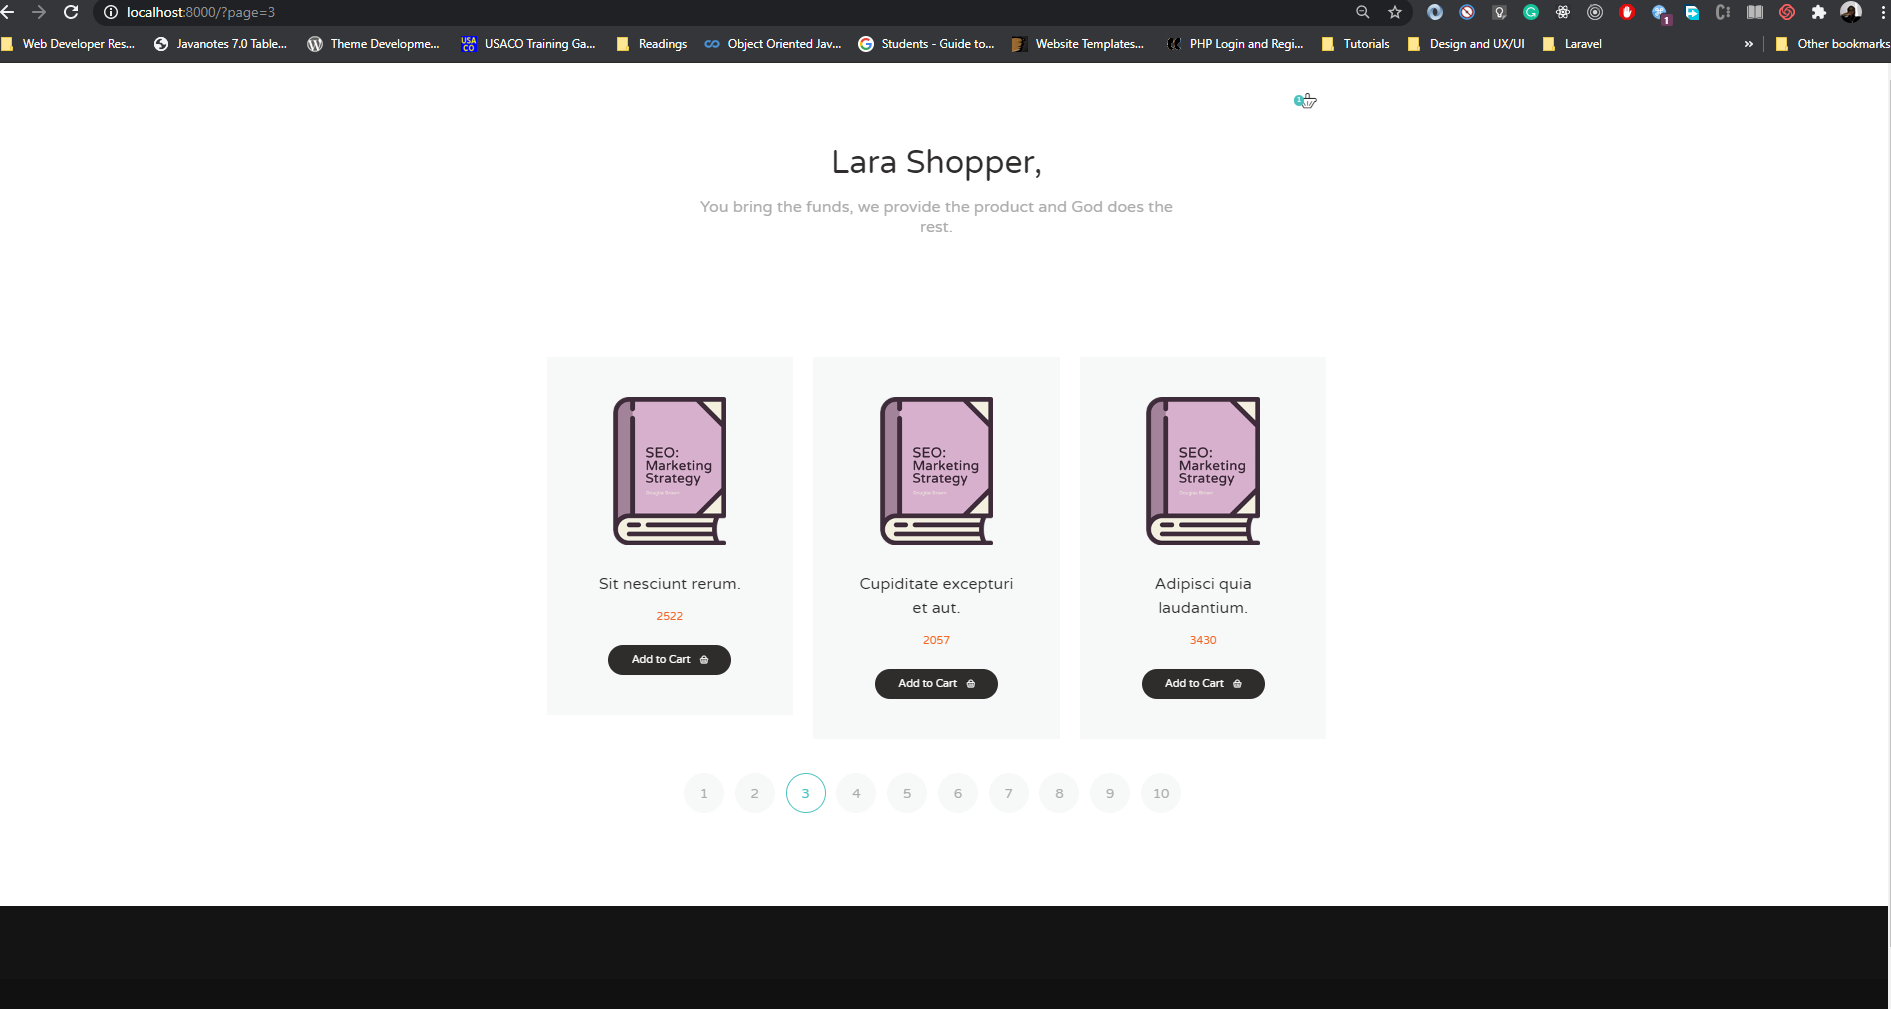 localhost:8000/?page=3
1
Web Developer Res... Javanotes 7.0 Table... Theme Developme... USA CO USACO Training Ga... Readings Object Oriented Jav... Students - Guide to... Website Templates... PHP Login and Regi... Tutorials Design and UX/UI Laravel » Other bookmarks
1
Lara Shopper,
You bring the funds, we provide the product and God does the
rest.
SEO:
Marketing
Strategy
Sit nesciunt rerum.
2522
Add to Cart
SEO:
Marketing
Strategy
Cupiditate excepturi
et aut.
2057
Add to Cart
SEO:
Marketing
Strategy
Adipisci quia
laudantium.
3430
Add to Cart
1 2 3 4 5 6 7 8 9 10